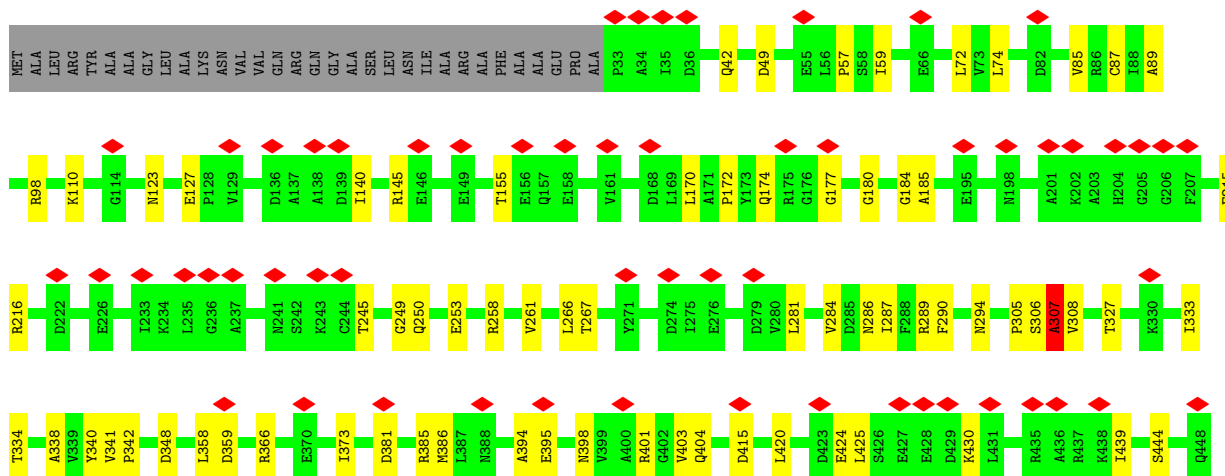 MET ALA LEU ARG TYR ALA ALA GLY LEU ALA LYS ASN VAL VAL GLN ARG GLN GLY ALA SER LEU ASN ILE ALA ARG ALA PHE ALA ALA GLU PRO ALA P33 A34 I35 D36 Q42 D49 E55 L56 P57 S58 I59 E66 L72 V73 L74 D82 V85 R86 C87 I88 A89
R98 K110 G114 N123 E127 P128 V129 D136 A137 A138 D139 I140 R145 E146 E149 T155 E156 Q157 E158 V161 D168 L169 L170 A171 P172 Y173 Q174 R175 G176 G177 G180 G184 A185 E195 N198 A201 K202 A203 H204 G205 G206 F207
R216 D222 E226 I233 K234 L235 G236 A237 N241 S242 K243 C244 T245 G249 Q250 E253 R258 V261 L266 T267 Y271 D274 I275 E276 D279 V280 L281 V284 D285 N286 I287 F288 R289 F290 N294 P305 S306 A307 V308 T327 K330 I333
T334 A338 V339 Y340 V341 P342 D348 L358 D359 R366 E370 I373 D381 R385 M386 L387 N388 A394 E395 N398 V399 A400 R401 G402 V403 Q404 D415 L420 D423 E424 L425 S426 E427 E428 D429 K430 L431 R435 A436 R437 K438 I439 S444 Q448